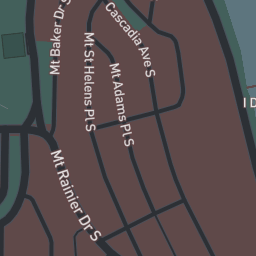 Cascadia Ave S
Mt Baker Dr S
Mt St Helens Pl S
Mt Adams Pl S
I D
Mt Rainier Dr S